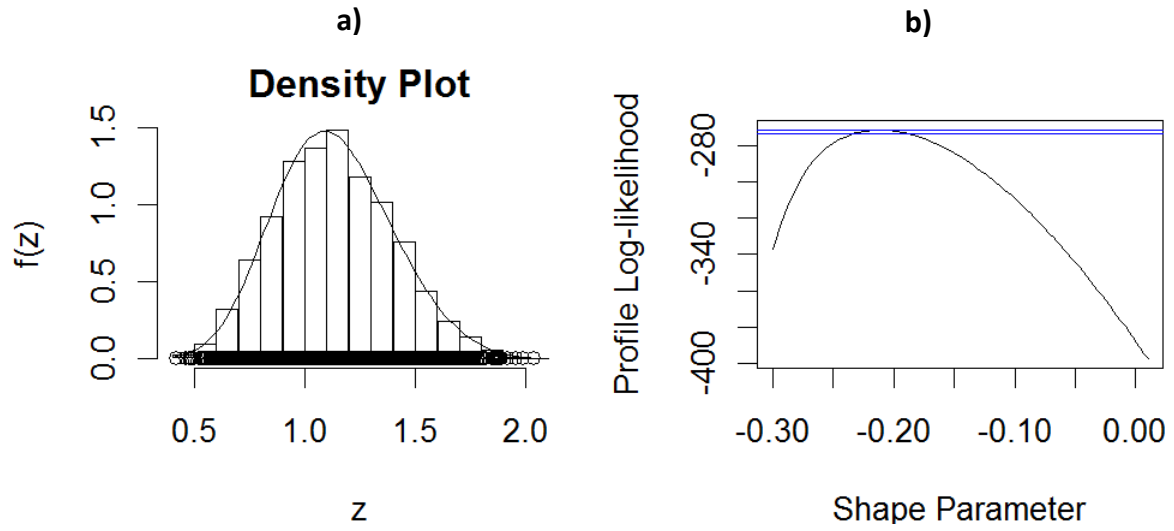 a)
Density Plot
f(z)
1.5
1.0
0.5
0.0
0.5 1.0 1.5 2.0
z
b)
Profile Log-likelihood
-280
-340
-400
-0.30 -0.20 -0.10 0.00
Shape Parameter